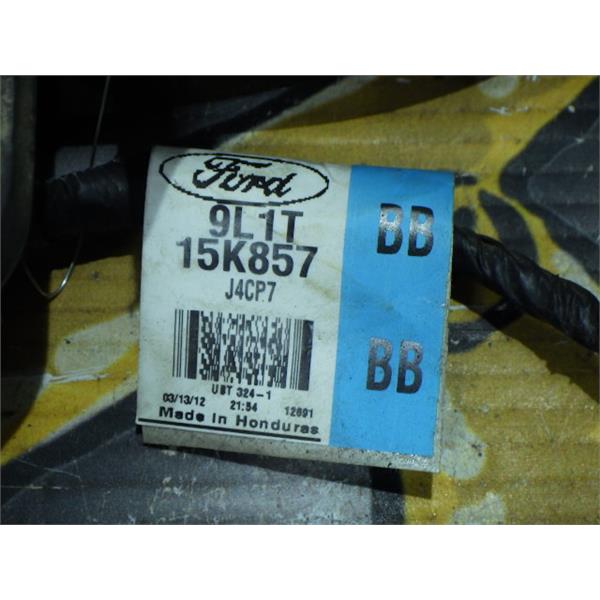 Ford
9L1T
15K857
J4CP7
UBT 324-1
03/13/12 21:54 12691
Made In Honduras
BB
BB